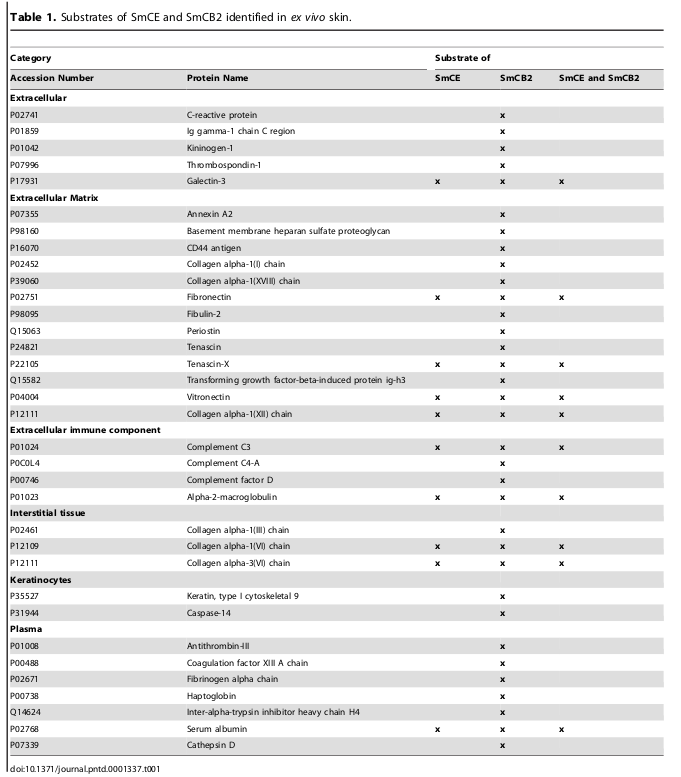 Table 1. Substrates of SmCE and SmCB2 identified in ex vivo skin.
Category Substrate of
Accession Number Protein Name SmCE SmCB2 SmCE and SmCB2
Extracellular
P02741 C-reactive protein x
P01859 Ig gamma-1 chain C region x
P01042 Kininogen-1 x
P07996 Thrombospondin-1 x
P17931 Galectin-3 x x x
Extracellular Matrix
P07355 Annexin A2 x
P98160 Basement membrane heparan sulfate proteoglycan x
P16070 CD44 antigen x
P02452 Collagen alpha-1(I) chain x
P39060 Collagen alpha-1(XVIII) chain x
P02751 Fibronectin x x x
P98095 Fibulin-2 x
Q15063 Periostin x
P24821 Tenascin x
P22105 Tenascin-X x x x
Q15582 Transforming growth factor-beta-induced protein ig-h3 x
P04004 Vitronectin x x x
P12111 Collagen alpha-1(XII) chain x x x
Extracellular immune component
P01024 Complement C3 x x x
P0C0L4 Complement C4-A x
P00746 Complement factor D x
P01023 Alpha-2-macroglobulin x x x
Interstitial tissue
P02461 Collagen alpha-1(III) chain x
P12109 Collagen alpha-1(VI) chain x x x
P12111 Collagen alpha-3(VI) chain x x x
Keratinocytes
P35527 Keratin, type I cytoskeletal 9 x
P31944 Caspase-14 x
Plasma
P01008 Antithrombin-III x
P00488 Coagulation factor XIII A chain x
P02671 Fibrinogen alpha chain x
P00738 Haptoglobin x
Q14624 Inter-alpha-trypsin inhibitor heavy chain H4 x
P02768 Serum albumin x x x
P07339 Cathepsin D x
doi:10.1371/journal.pntd.0001337.t001